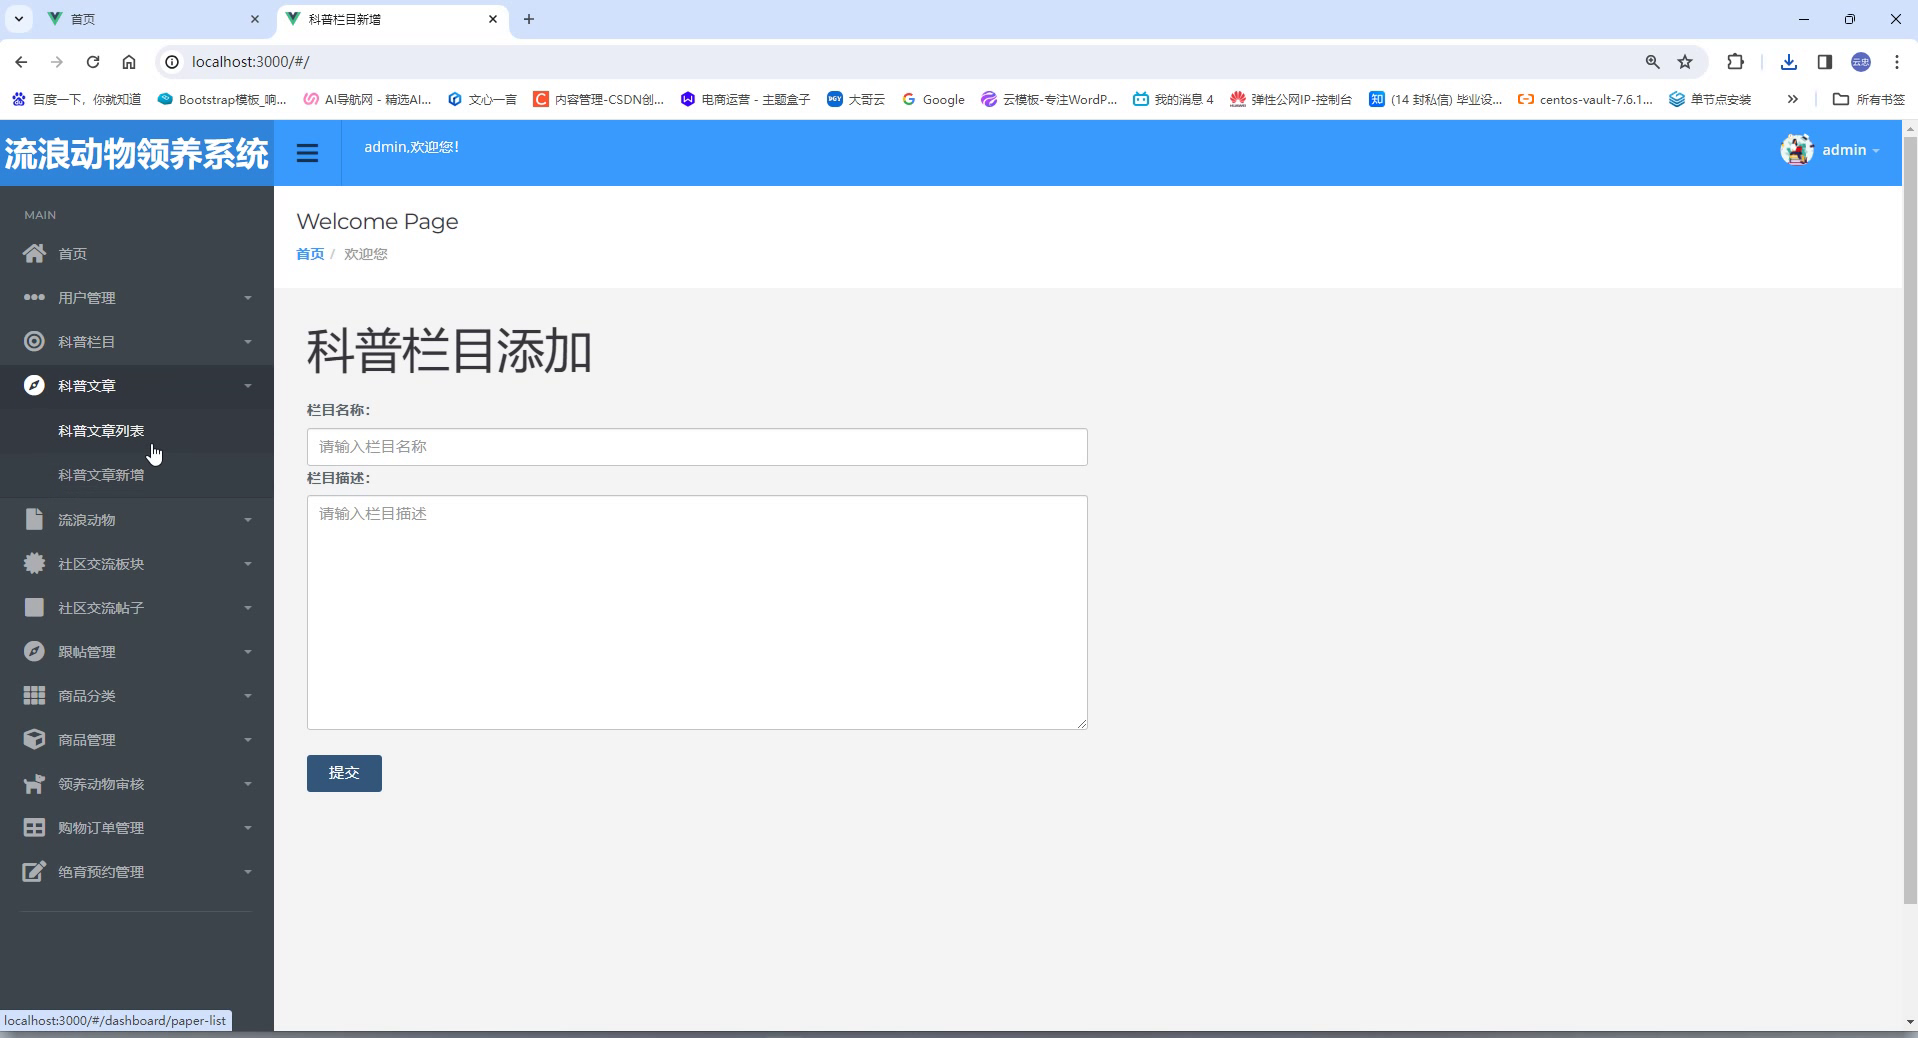 首页
科普栏目新增
localhost:3000/#/
百度一下，你就知道
Bootstrap模板_响...
AI导航网 - 精选AI...
文心一言
内容管理-CSDN创...
电商运营 - 主题盒子
大哥云
Google
云模板-专注WordP...
我的消息 4
弹性公网IP-控制台
(14 封私信) 毕业设...
centos-vault-7.6.1...
单节点安装
所有书签
流浪动物领养系统
admin,欢迎您!
admin
MAIN
首页
用户管理
科普栏目
科普文章
科普文章列表
科普文章新增
流浪动物
社区交流板块
社区交流帖子
跟帖管理
商品分类
商品管理
领养动物审核
购物订单管理
绝育预约管理
Welcome Page
首页 / 欢迎您
科普栏目添加
栏目名称：
请输入栏目名称
栏目描述：
请输入栏目描述
提交
localhost:3000/#/dashboard/paper-list